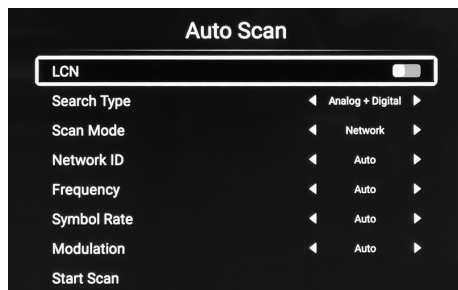 Auto Scan
LCN
Search Type Analog + Digital
Scan Mode Network
Network ID Auto
Frequency Auto
Symbol Rate Auto
Modulation Auto
Start Scan